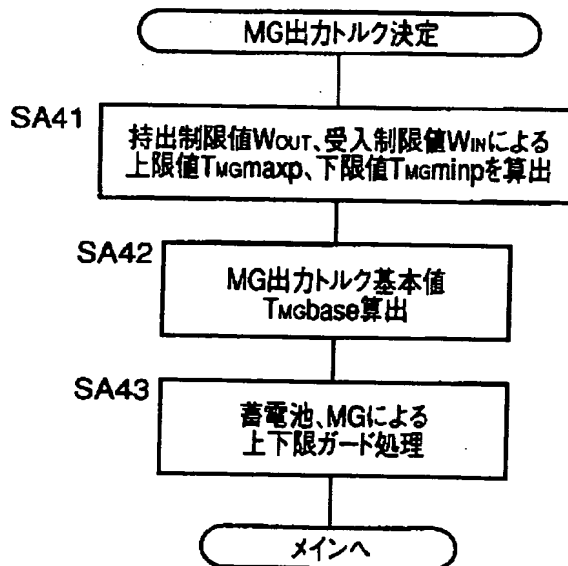 MG出力トルク決定
SA41
持出制限値WOUT、受入制限値WINによる
上限値TMGmaxp、下限値TMGminpを算出
SA42
MG出力トルク基本値
TMGbase算出
SA43
蓄電池、MGによる
上下限ガード処理
メインへ